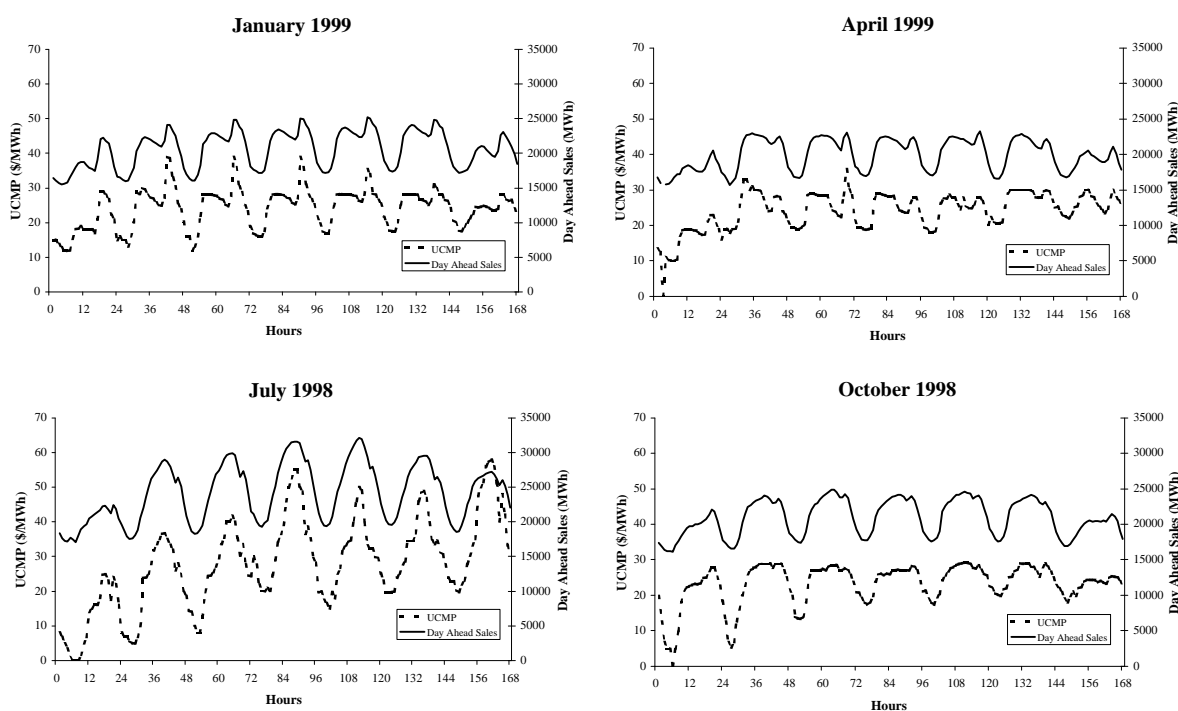 January 1999
UCMP ($/MWh)
70
60
50
40
30
20
10
0
35000
30000
25000
20000
15000
10000
5000
0
Day Ahead Sales (MWh)
UCMP
Day Ahead Sales
0 12 24 36 48 60 72 84 96 108 120 132 144 156 168
Hours
April 1999
UCMP ($/MWh)
70
60
50
40
30
20
10
0
35000
30000
25000
20000
15000
10000
5000
0
Day Ahead Sales (MWh)
UCMP
Day Ahead Sales
0 12 24 36 48 60 72 84 96 108 120 132 144 156 168
Hours
July 1998
UCMP ($/MWh)
70
60
50
40
30
20
10
0
35000
30000
25000
20000
15000
10000
5000
0
Day Ahead Sales (MWh)
UCMP
Day Ahead Sales
0 12 24 36 48 60 72 84 96 108 120 132 144 156 168
Hours
October 1998
UCMP ($/MWh)
70
60
50
40
30
20
10
0
35000
30000
25000
20000
15000
10000
5000
0
Day Ahead Sales (MWh)
UCMP
Day Ahead Sales
0 12 24 36 48 60 72 84 96 108 120 132 144 156 168
Hours